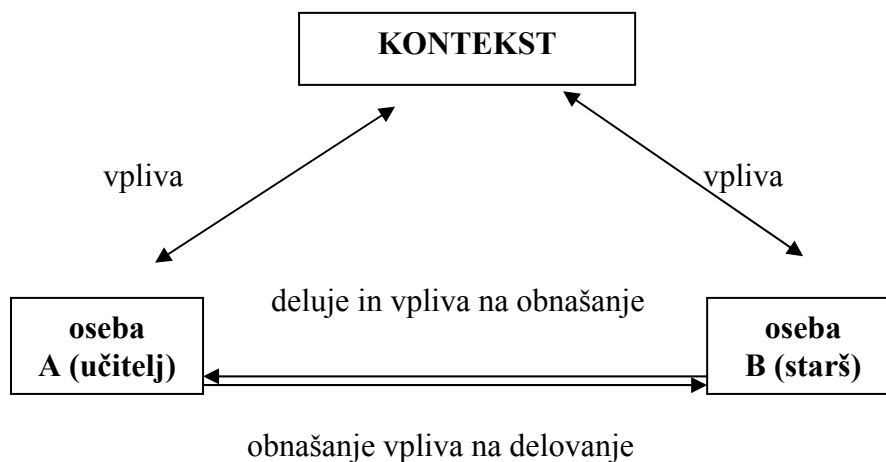 KONTEKST
vpliva
vpliva
deluje in vpliva na obnašanje
oseba
A (učitelj)
oseba
B (starš)
obnašanje vpliva na delovanje